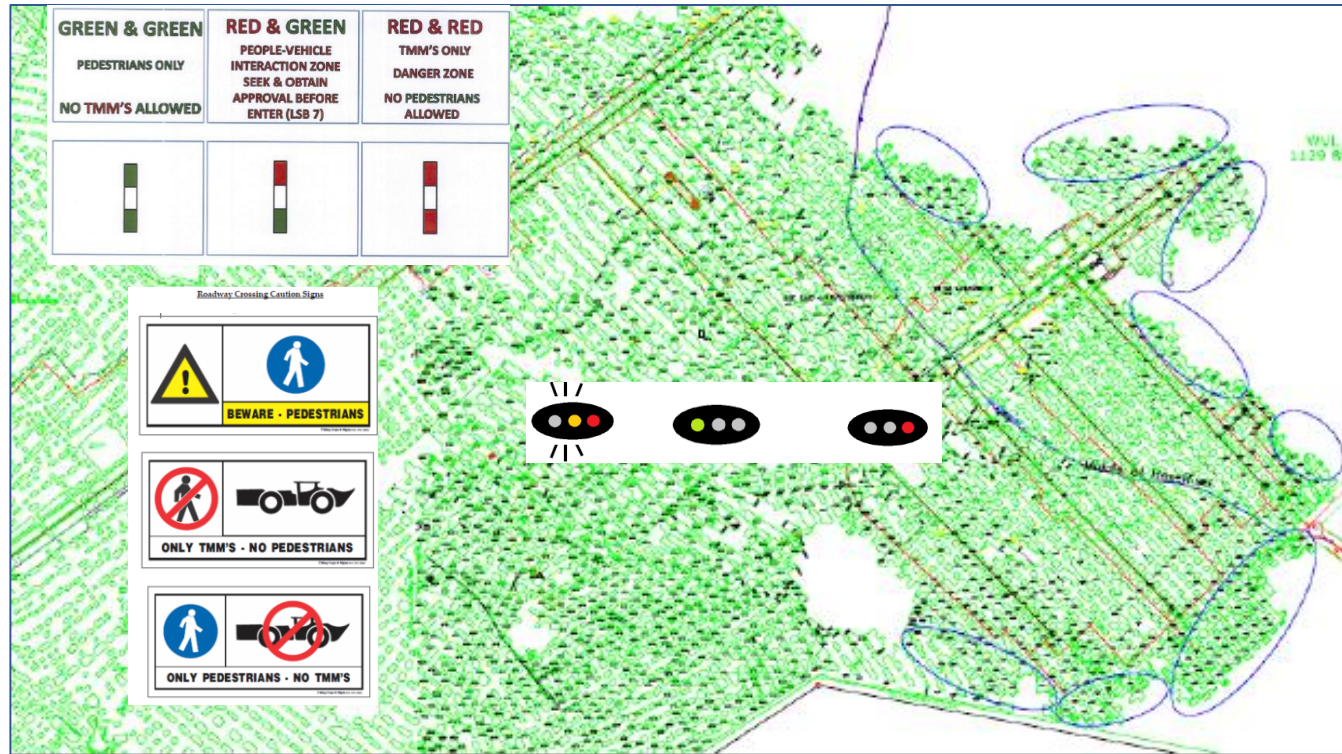 GREEN & GREEN
PEDESTRIANS ONLY
NO TMM'S ALLOWED
RED & GREEN
PEOPLE-VEHICLE
INTERACTION ZONE
SEEK & OBTAIN
APPROVAL BEFORE
ENTER (LSB 7)
RED & RED
TMM'S ONLY
DANGER ZONE
NO PEDESTRIANS
ALLOWED
Roadway Crossing Caution Signs
BEWARE - PEDESTRIANS
ONLY TMM'S - NO PEDESTRIANS
ONLY PEDESTRIANS - NO TMM'S